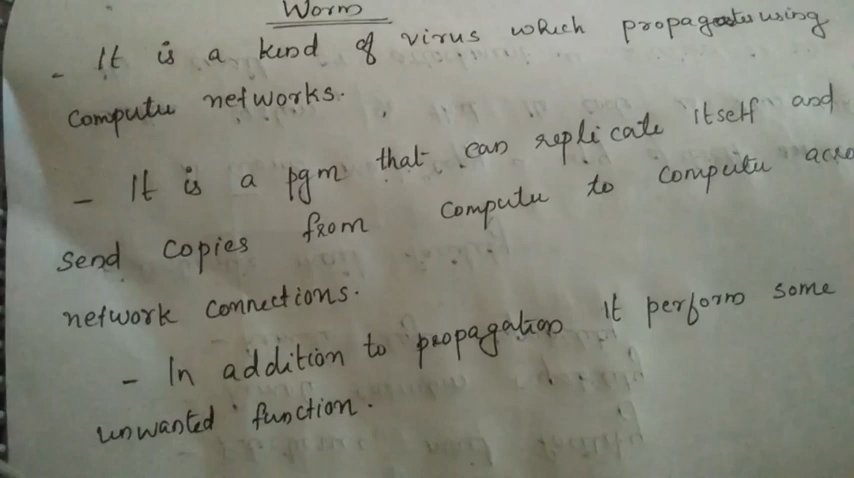 Worm
- It is a kind of virus which propagates using
Computer networks.
- It is a pgm that can replicate itself and
send copies from computer to computer acro
network connections.
- In addition to propagation it perform some
unwanted function.